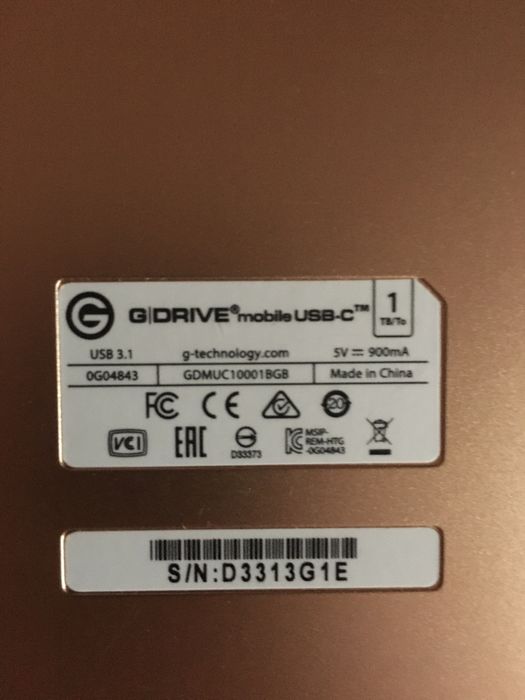 G G|DRIVE® mobile USB-C™ 1
TB/To
USB 3.1 g-technology.com 5V ⎓ 900mA
0G04843 GDMUC10001BGB Made in China
FC CE 20
VCI EAC D33373 MSIP-
REM-HTG
-0G04843
S/N:D3313G1E